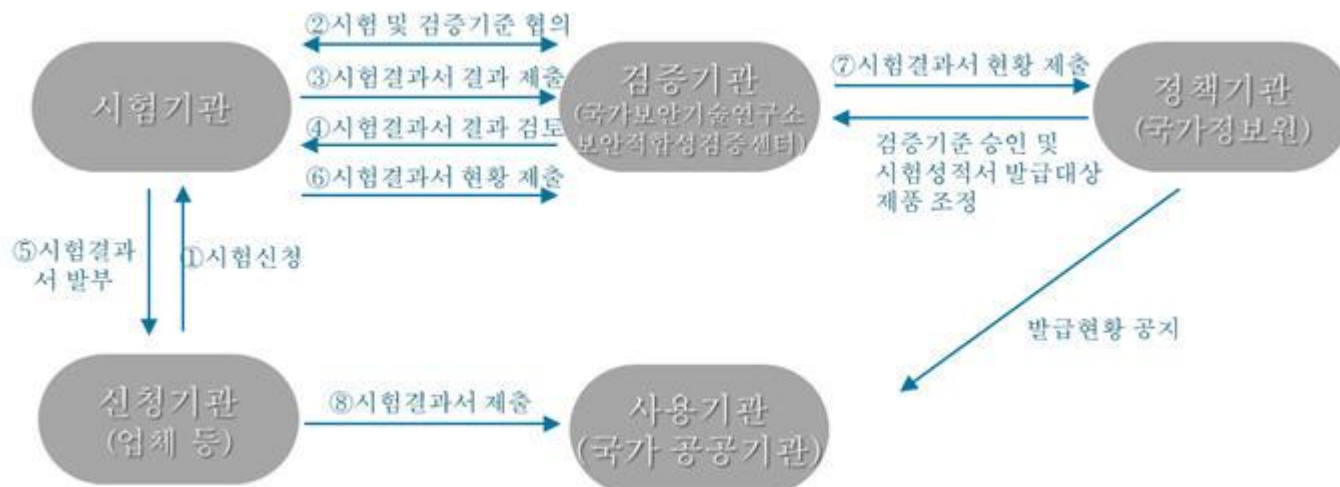 ②시험 및 검증기준 협의
시험기관
③시험결과서 결과 제출
④시험결과서 결과 검토
⑥시험결과서 현황 제출
검증기관
(국가보안기술연구소
보안적합성검증센터)
⑦시험결과서 현황 제출
검증기준 승인 및
시험성적서 발급대상
제품 조정
정책기관
(국가정보원)
⑤시험결과
서 발부
①시험신청
발급현황 공지
신청기관
(업체 등)
⑧시험결과서 제출
사용기관
(국가 공공기관)